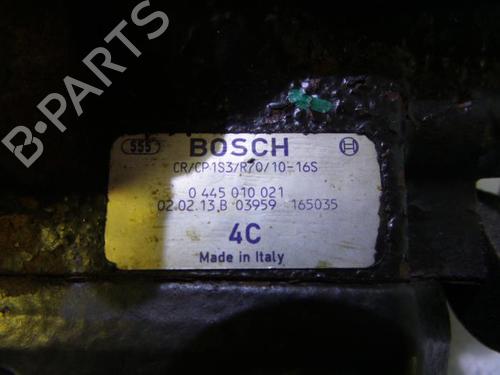 B-PARTS
555 BOSCH
CR/CP1S3/R70/10-16S
0 445 010 021
02.02.13.B 03959 165035
4C
Made in Italy